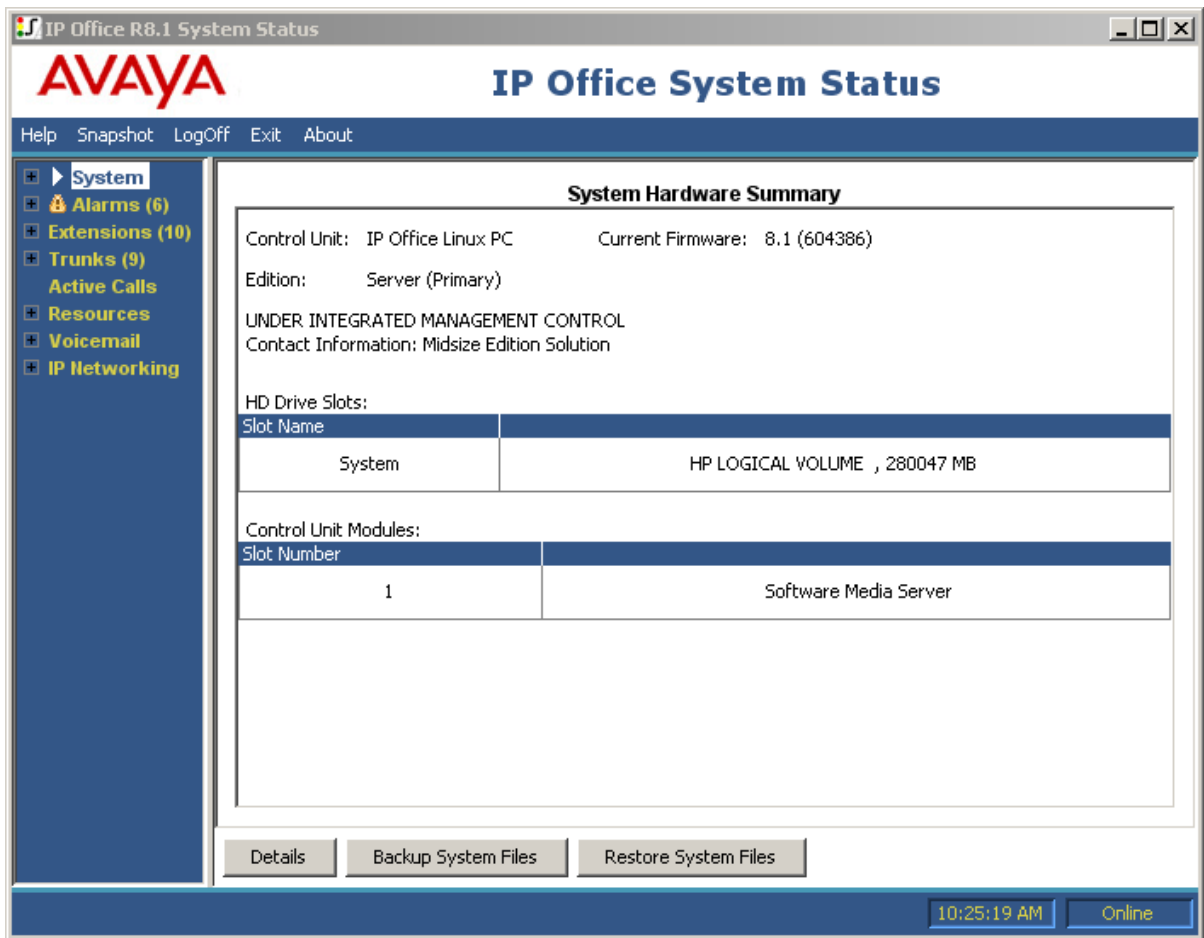 IP Office R8.1 System Status
AVAYA
IP Office System Status
Help Snapshot LogOff Exit About
System
Alarms (6)
Extensions (10)
Trunks (9)
Active Calls
Resources
Voicemail
IP Networking
System Hardware Summary
Control Unit: IP Office Linux PC Current Firmware: 8.1 (604386)
Edition: Server (Primary)
UNDER INTEGRATED MANAGEMENT CONTROL
Contact Information: Midsize Edition Solution
HD Drive Slots:
Slot Name
System HP LOGICAL VOLUME , 280047 MB
Control Unit Modules:
Slot Number
1 Software Media Server
Details Backup System Files Restore System Files
10:25:19 AM Online